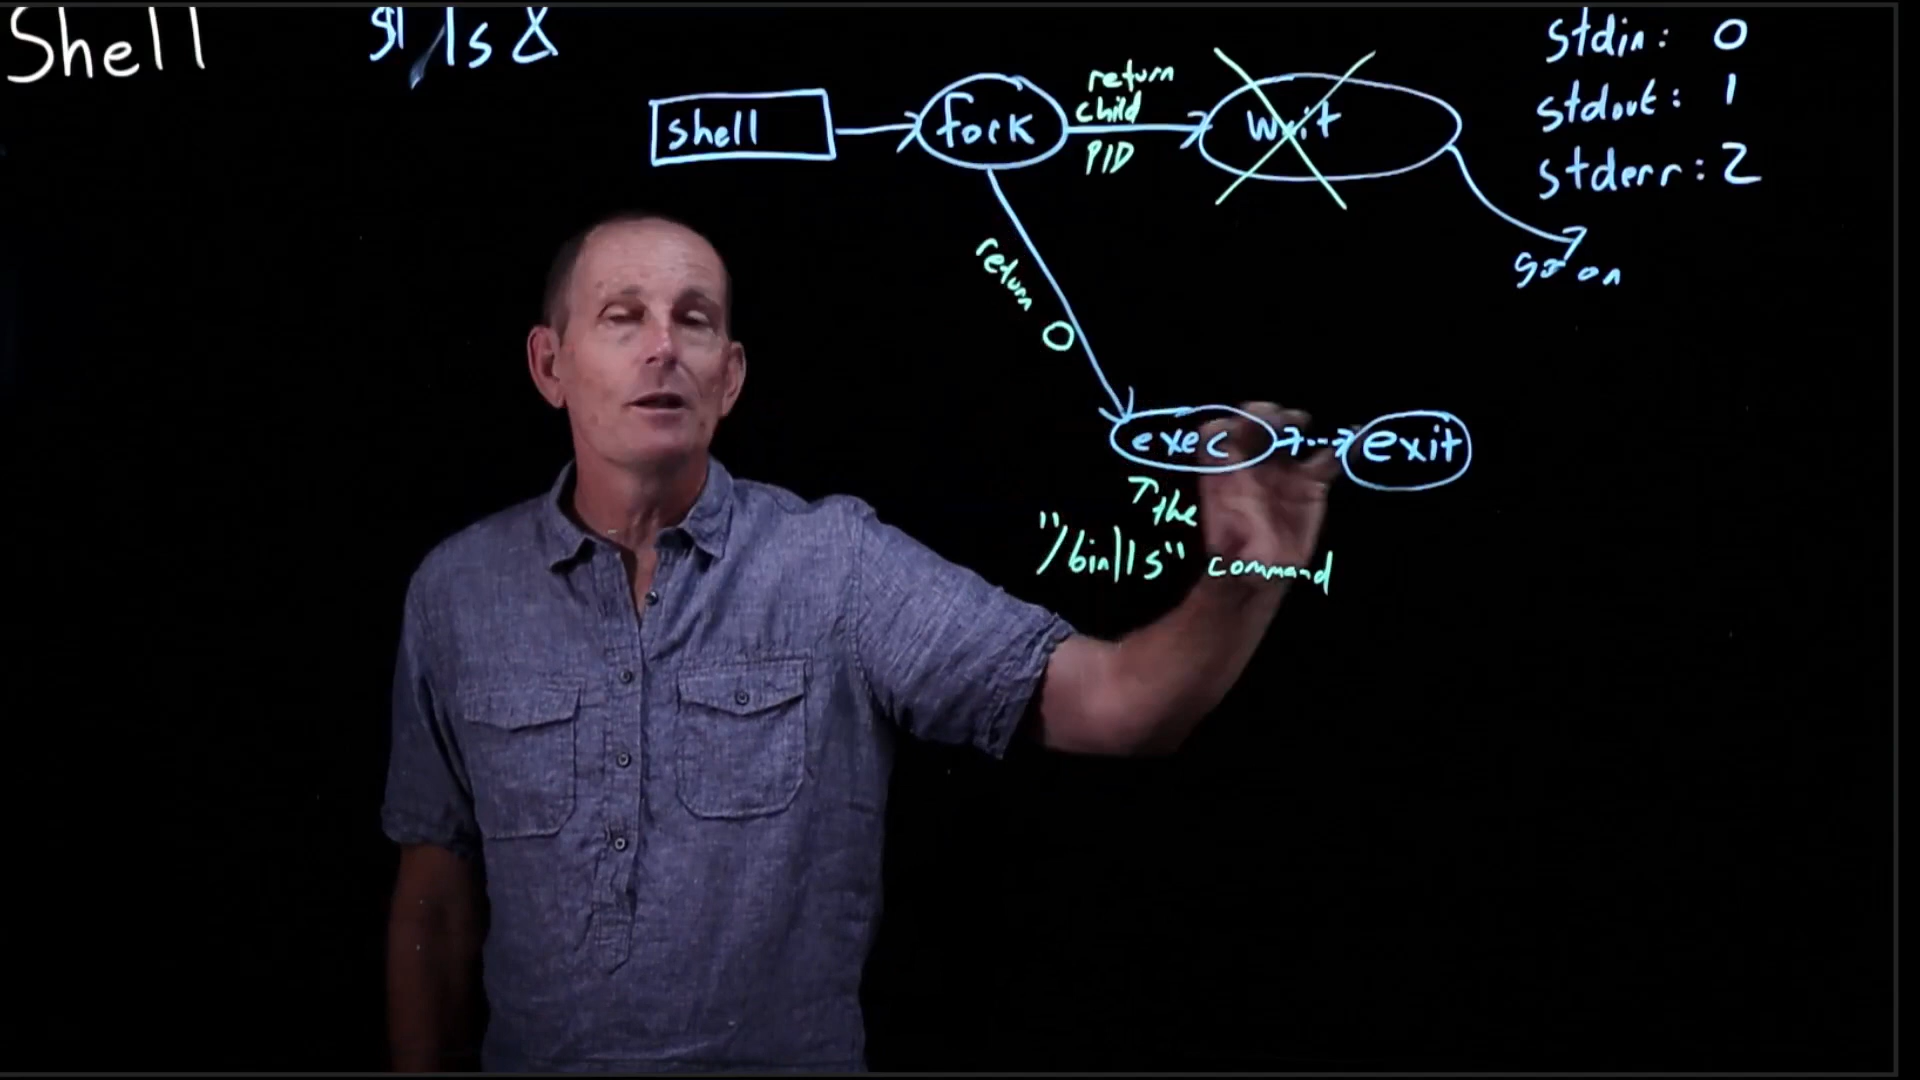 Shell
$ ls &
shell
fork
return
child
PID
wait
stdin: 0
stdout: 1
stderr: 2
go on
return 0
exec
exit
↑ the
"/bin/ls" command